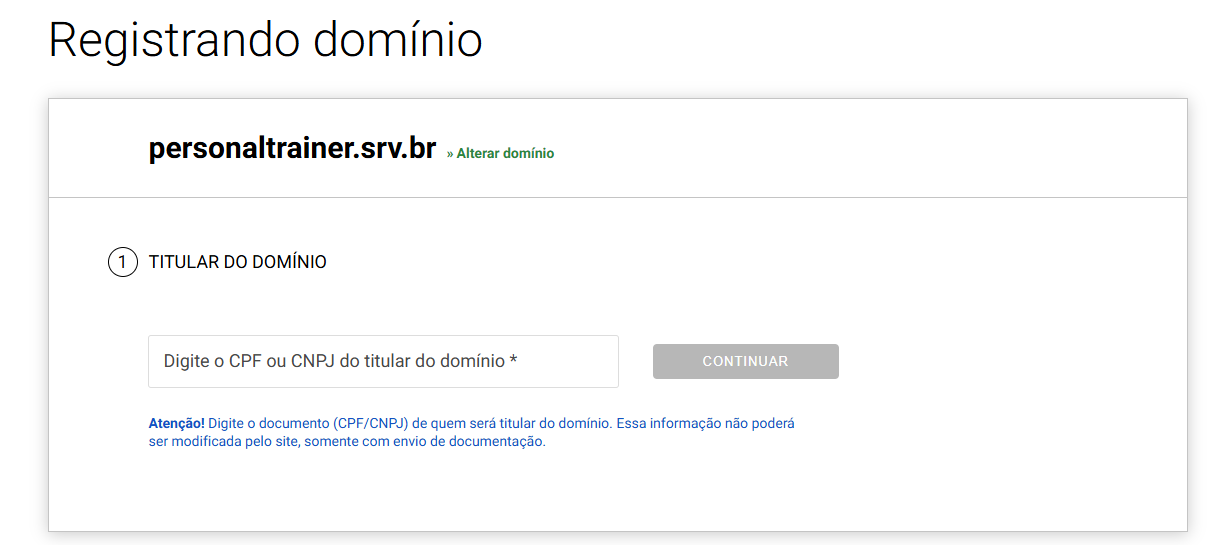 Registrando domínio
personaltrainer.srv.br » Alterar domínio
1 TITULAR DO DOMÍNIO
Digite o CPF ou CNPJ do titular do domínio * CONTINUAR
Atenção! Digite o documento (CPF/CNPJ) de quem será titular do domínio. Essa informação não poderá
ser modificada pelo site, somente com envio de documentação.